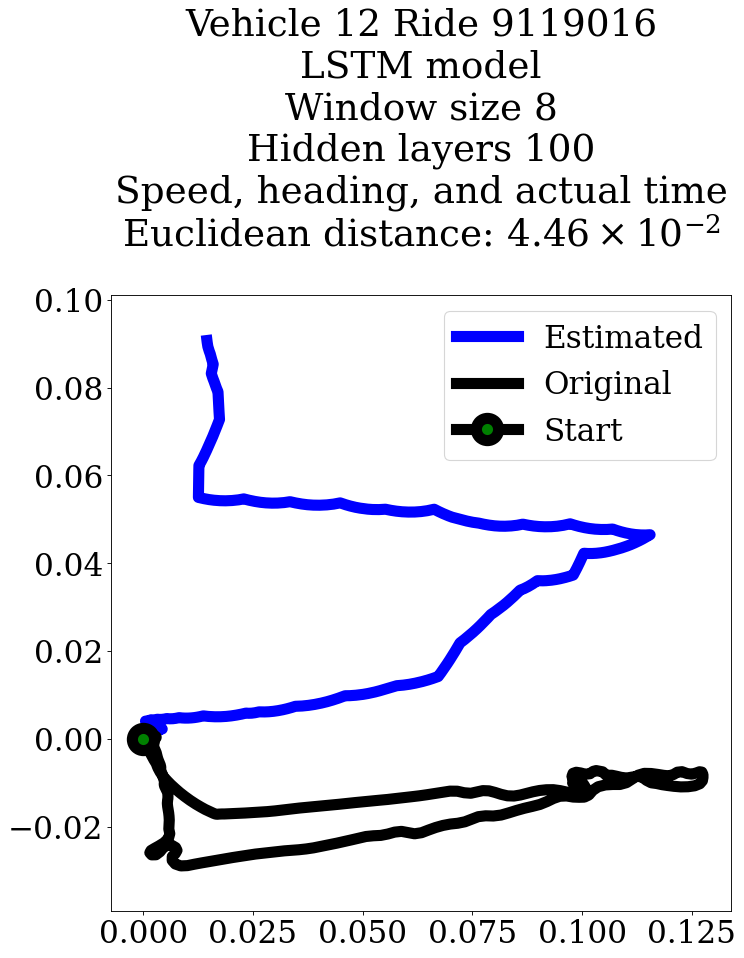 Vehicle 12 Ride 9119016
LSTM model
Window size 8
Hidden layers 100
Speed, heading, and actual time
Euclidean distance: 4.46 × 10⁻²
Estimated
Original
Start
0.10
0.08
0.06
0.04
0.02
0.00
−0.02
0.000 0.025 0.050 0.075 0.100 0.125